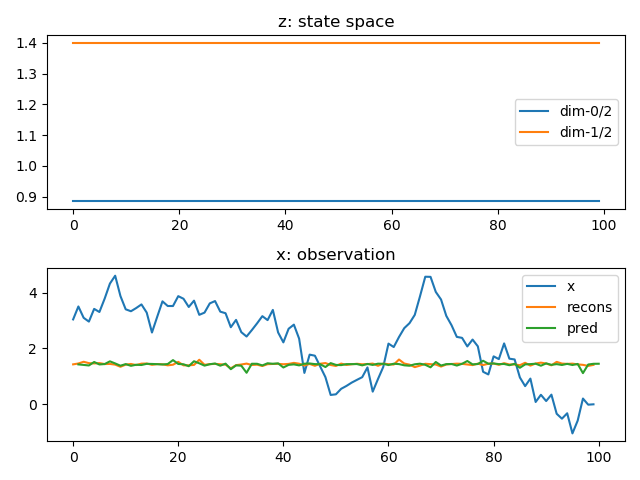 z: state space
1.4
1.3
1.2
1.1
1.0
0.9
dim-0/2
dim-1/2
0 20 40 60 80 100
x: observation
4
2
0
x
recons
pred
0 20 40 60 80 100